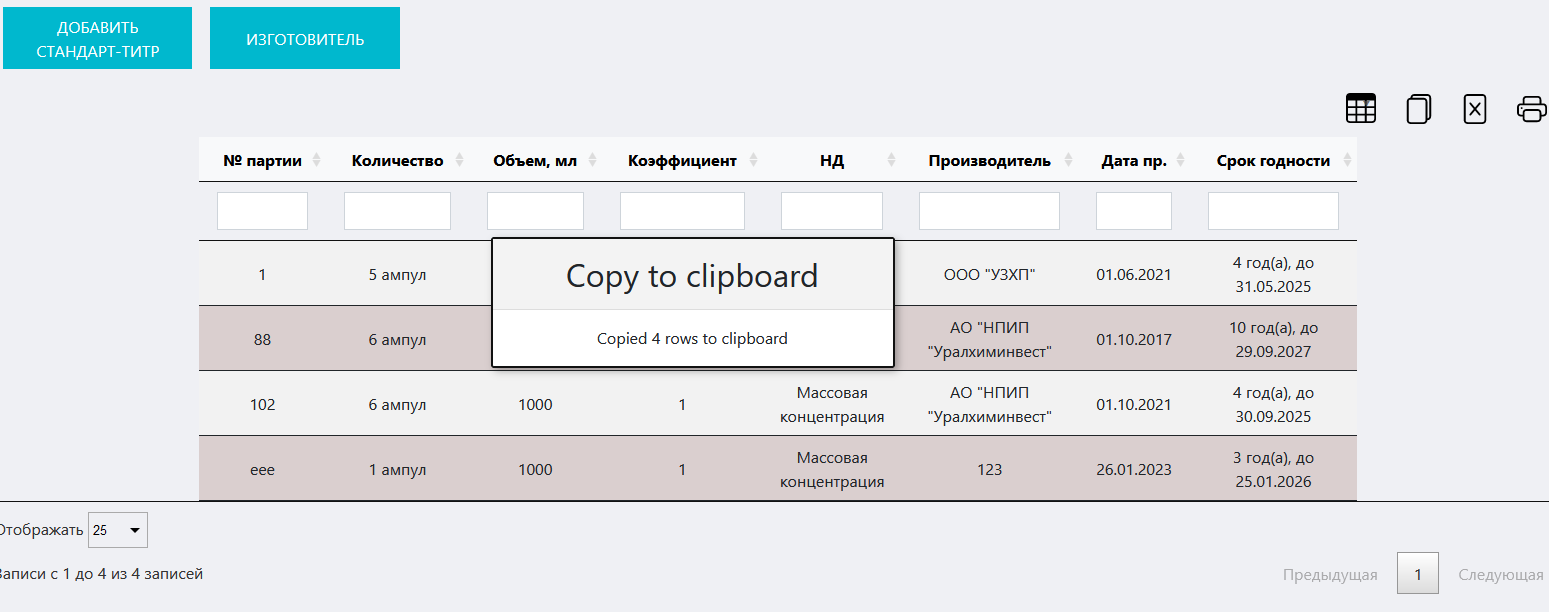 ДОБАВИТЬ
СТАНДАРТ-ТИТР
ИЗГОТОВИТЕЛЬ
№ партии Количество Объем, мл Коэффициент НД Производитель Дата пр. Срок годности
Copy to clipboard
Copied 4 rows to clipboard
1 5 ампул ООО "УЗХП" 01.06.2021 4 год(а), до
31.05.2025
88 6 ампул АО "НПИП
"Уралхиминвест" 01.10.2017 10 год(а), до
29.09.2027
102 6 ампул 1000 1 Массовая
концентрация АО "НПИП
"Уралхиминвест" 01.10.2021 4 год(а), до
30.09.2025
eee 1 ампул 1000 1 Массовая
концентрация 123 26.01.2023 3 год(а), до
25.01.2026
Отображать 25
Записи с 1 до 4 из 4 записей
Предыдущая 1 Следующая